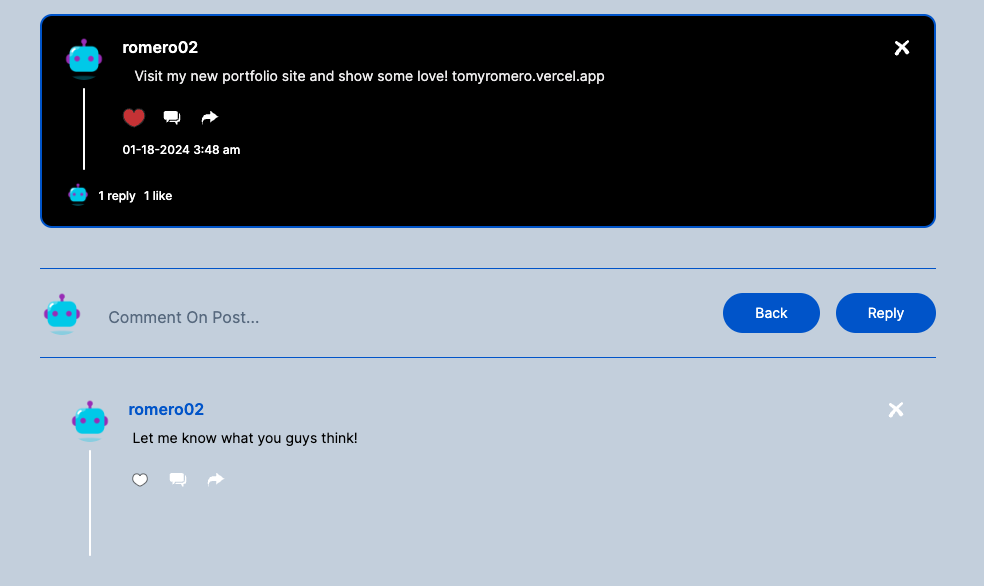 romero02
Visit my new portfolio site and show some love! tomyromero.vercel.app
01-18-2024 3:48 am
1 reply 1 like
Comment On Post...
Back
Reply
romero02
Let me know what you guys think!